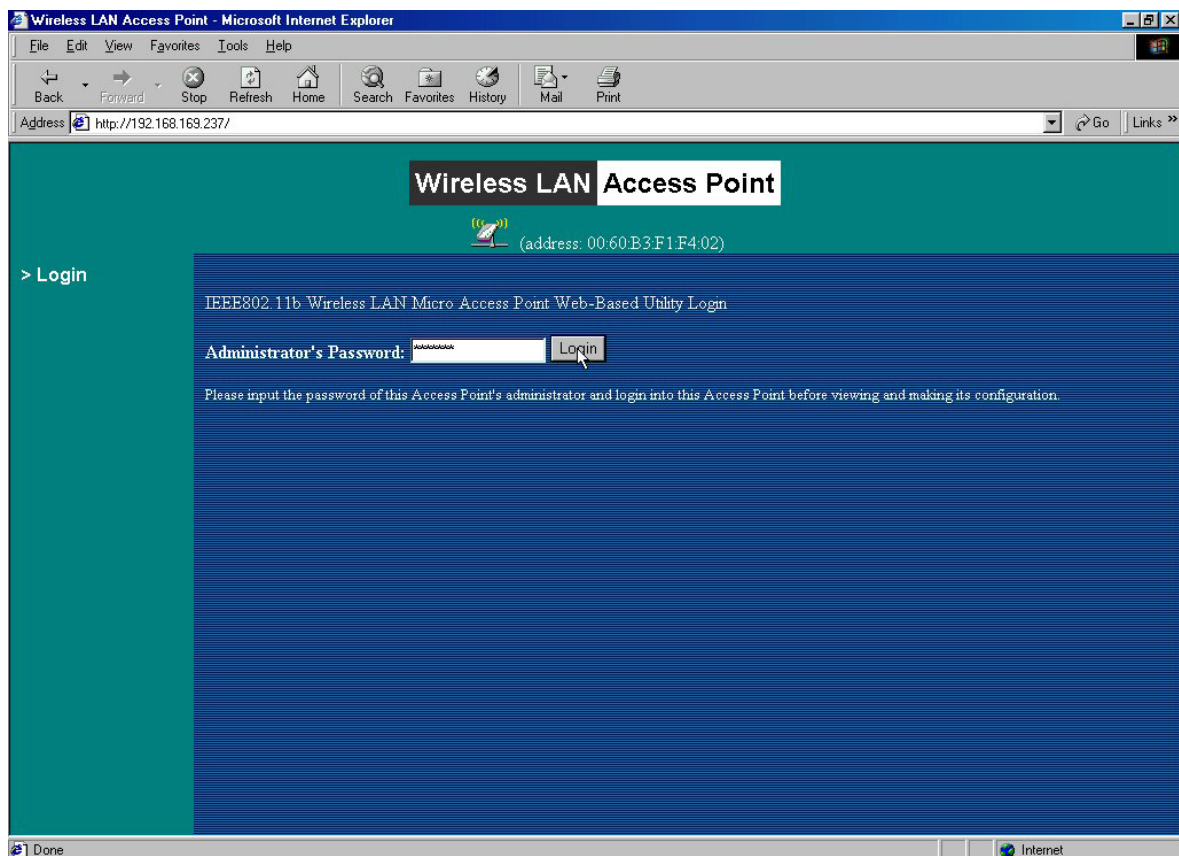 Wireless LAN Access Point - Microsoft Internet Explorer
File Edit View Favorites Tools Help
Back Forward Stop Refresh Home Search Favorites History Mail Print
Address http://192.168.169.237/ Go Links »
Wireless LAN Access Point
(address: 00:60:B3:F1:F4:02)
> Login
IEEE802.11b Wireless LAN Micro Access Point Web-Based Utility Login
Administrator's Password: ******** Login
Please input the password of this Access Point's administrator and login into this Access Point before viewing and making its configuration.
Done Internet